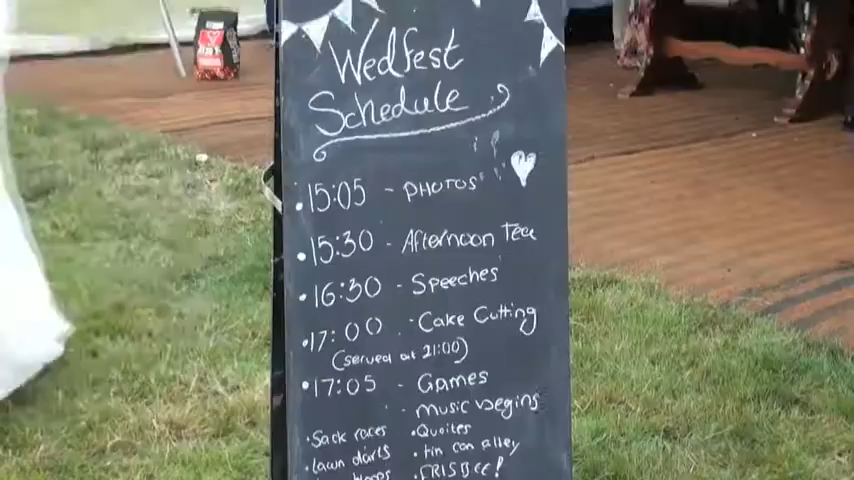 Wedfest
Schedule
• 15:05 - PHOTOS
• 15:30 - Afternoon Tea
• 16:30 - Speeches
• 17:00 - Cake Cutting
(served at 21:00)
• 17:05 - Games
- music begins
• Sack races • Quoites
• lawn darts • tin can alley
hoops • FRISBEE!